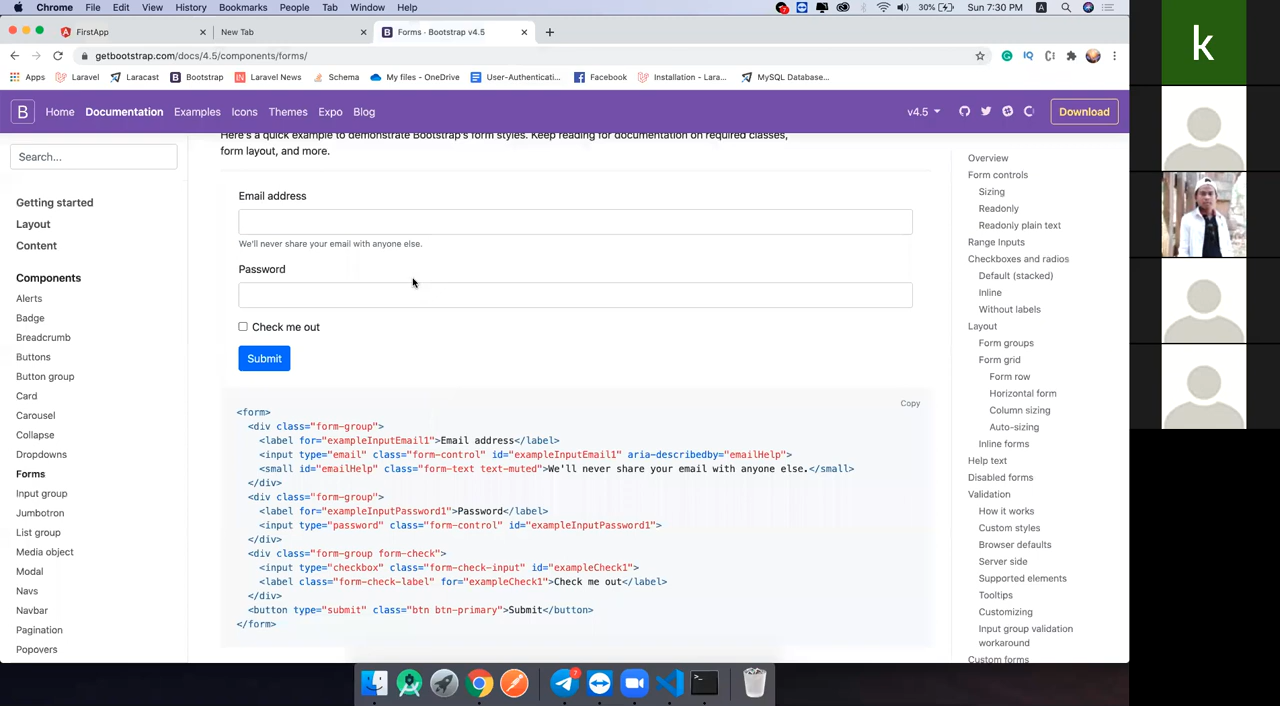 Chrome File Edit View History Bookmarks People Tab Window Help
30% Sun 7:30 PM
FirstApp
New Tab
Forms · Bootstrap v4.5
getbootstrap.com/docs/4.5/components/forms/
Apps Laravel Laracast Bootstrap Laravel News Schema My files - OneDrive User-Authenticati... Facebook Installation - Lara... MySQL Database...
B Home Documentation Examples Icons Themes Expo Blog v4.5 Download
Here's a quick example to demonstrate Bootstrap's form styles. Keep reading for documentation on required classes,
form layout, and more.
Search...
Getting started
Layout
Content
Components
Alerts
Badge
Breadcrumb
Buttons
Button group
Card
Carousel
Collapse
Dropdowns
Forms
Input group
Jumbotron
List group
Media object
Modal
Navs
Navbar
Pagination
Popovers
Email address
We'll never share your email with anyone else.
Password
Check me out
Submit
Copy
<form>
<div class="form-group">
<label for="exampleInputEmail1">Email address</label>
<input type="email" class="form-control" id="exampleInputEmail1" aria-describedby="emailHelp">
<small id="emailHelp" class="form-text text-muted">We'll never share your email with anyone else.</small>
</div>
<div class="form-group">
<label for="exampleInputPassword1">Password</label>
<input type="password" class="form-control" id="exampleInputPassword1">
</div>
<div class="form-group form-check">
<input type="checkbox" class="form-check-input" id="exampleCheck1">
<label class="form-check-label" for="exampleCheck1">Check me out</label>
</div>
<button type="submit" class="btn btn-primary">Submit</button>
</form>
Overview
Form controls
Sizing
Readonly
Readonly plain text
Range Inputs
Checkboxes and radios
Default (stacked)
Inline
Without labels
Layout
Form groups
Form grid
Form row
Horizontal form
Column sizing
Auto-sizing
Inline forms
Help text
Disabled forms
Validation
How it works
Custom styles
Browser defaults
Server side
Supported elements
Tooltips
Customizing
Input group validation
workaround
Custom forms
k